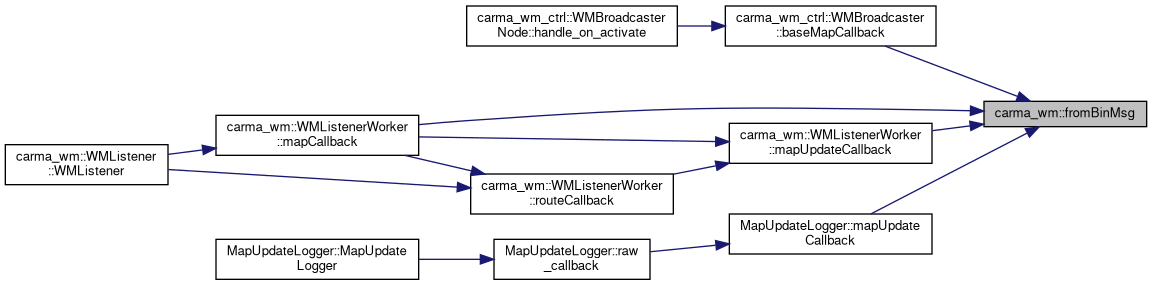 carma_wm_ctrl::WMBroadcaster
Node::handle_on_activate
carma_wm_ctrl::WMBroadcaster
::baseMapCallback
carma_wm::fromBinMsg
carma_wm::WMListenerWorker
::mapCallback
carma_wm::WMListenerWorker
::mapUpdateCallback
carma_wm::WMListener
::WMListener
carma_wm::WMListenerWorker
::routeCallback
MapUpdateLogger::mapUpdate
Callback
MapUpdateLogger::MapUpdate
Logger
MapUpdateLogger::raw
_callback